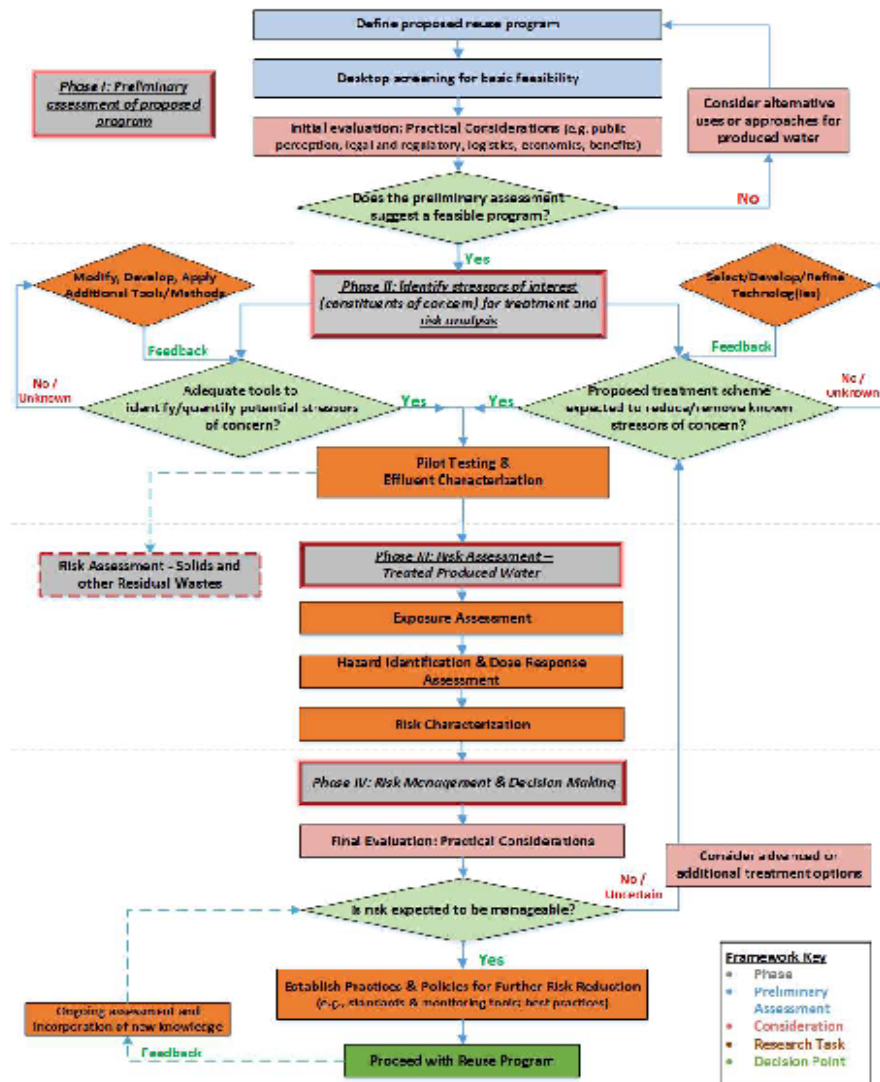 Define proposed reuse program
Phase I: Preliminary
assessment of proposed
program
Desktop screening for basic feasibility
Consider alternative
uses or approaches for
produced water
Initial evaluation: Practical Considerations (e.g. public
perception, legal and regulatory, logistics, economics, benefits)
Does the preliminary assessment
suggest a feasible program?
No
Yes
Modify, Develop, Apply
Additional Tools/Methods
Phase II: Identify stressors of interest
(constituents of concern) for treatment and
risk analysis
Select/Develop/Refine
Technolog(ies)
Feedback
Feedback
No /
Unknown
Adequate tools to
identify/quantify potential stressors
of concern?
Yes
Yes
Proposed treatment scheme
expected to reduce/remove known
stressors of concern?
No /
Unknown
Pilot Testing &
Effluent Characterization
Risk Assessment - Solids and
other Residual Wastes
Phase III: Risk Assessment –
Treated Produced Water
Exposure Assessment
Hazard Identification & Dose Response
Assessment
Risk Characterization
Phase IV: Risk Management & Decision Making
Final Evaluation: Practical Considerations
Consider advanced or
additional treatment options
No /
Uncertain
Is risk expected to be manageable?
Yes
Establish Practices & Policies for Further Risk Reduction
(e.g., standards & monitoring tools; best practices)
Ongoing assessment and
incorporation of new knowledge
Feedback
Proceed with Reuse Program
Framework Key
Phase
Preliminary
Assessment
Consideration
Research Task
Decision Point